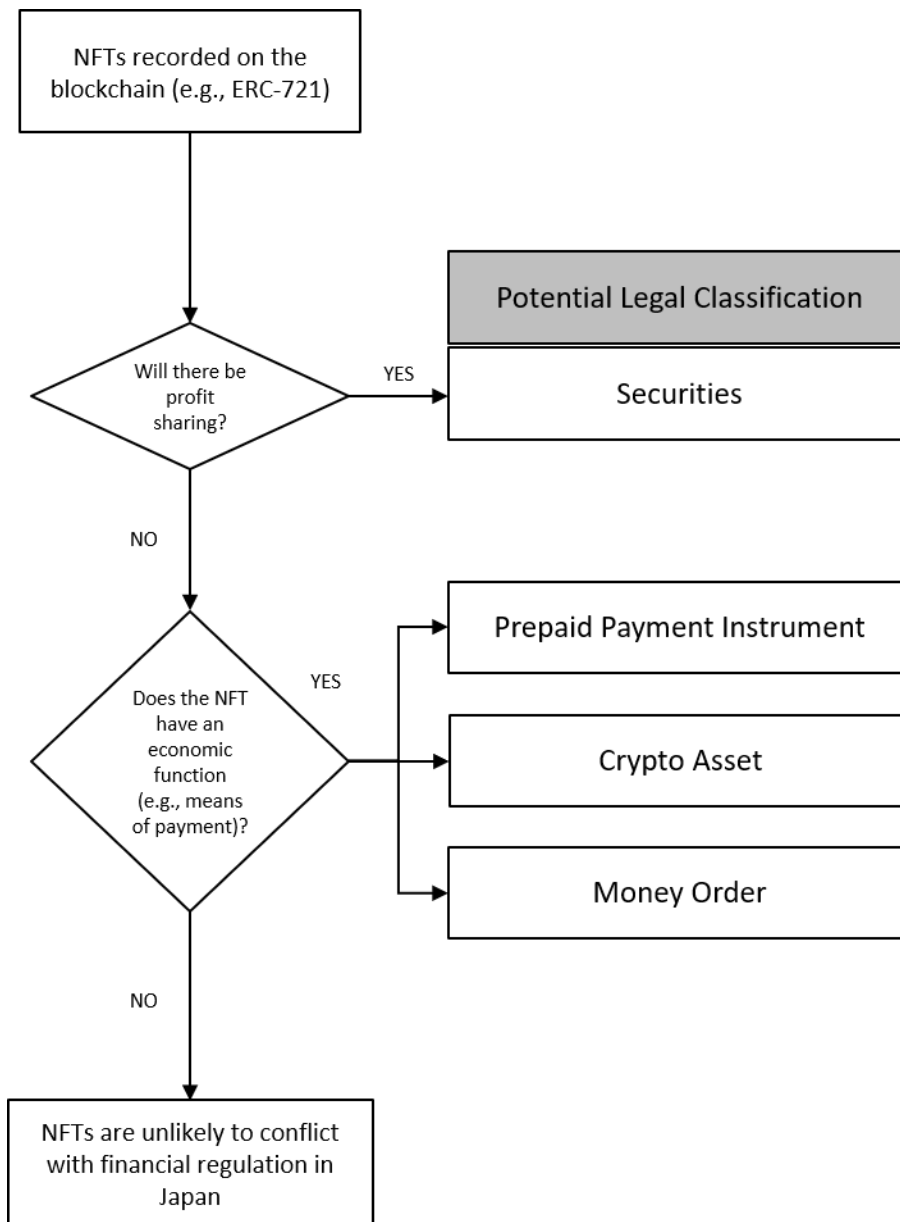 NFTs recorded on the
blockchain (e.g., ERC-721)
Potential Legal Classification
Will there be
profit
sharing?
YES
Securities
NO
Prepaid Payment Instrument
Does the NFT
have an
economic
function
(e.g., means
of payment)?
YES
Crypto Asset
Money Order
NO
NFTs are unlikely to conflict
with financial regulation in
Japan